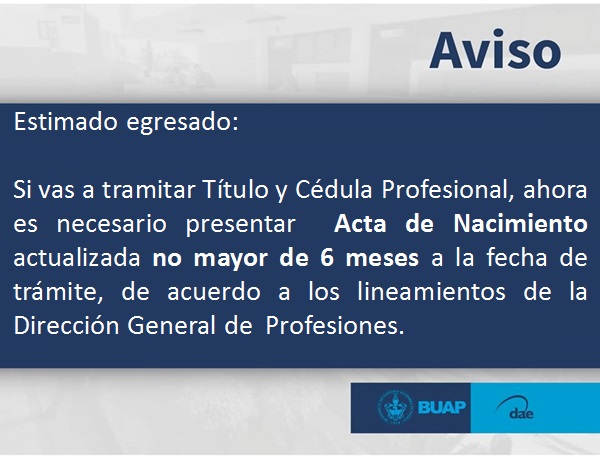 Aviso
Estimado egresado:
Si vas a tramitar Título y Cédula Profesional, ahora
es necesario presentar Acta de Nacimiento
actualizada no mayor de 6 meses a la fecha de
trámite, de acuerdo a los lineamientos de la
Dirección General de Profesiones.
BUAP
dae